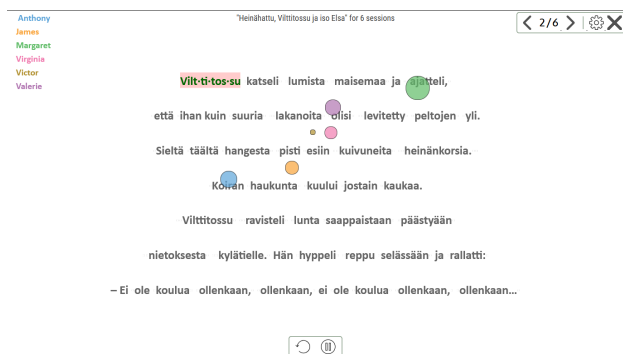 Anthony
James
Margaret
Virginia
Victor
Valerie
"Heinähattu, Vilttitossu ja iso Elsa" for 6 sessions
2/6
Vilt·ti·tos·su katseli lumista maisemaa ja ajatteli,
että ihan kuin suuria lakanoita olisi levitetty peltojen yli.
Sieltä täältä hangesta pisti esiin kuivuneita heinänkorsia.
Koiran haukunta kuului jostain kaukaa.
Vilttitossu ravisteli lunta saappaistaan päästyään
nietoksesta kylätielle. Hän hyppeli reppu selässään ja rallatti:
– Ei ole koulua ollenkaan, ollenkaan, ei ole koulua ollenkaan, ollenkaan...